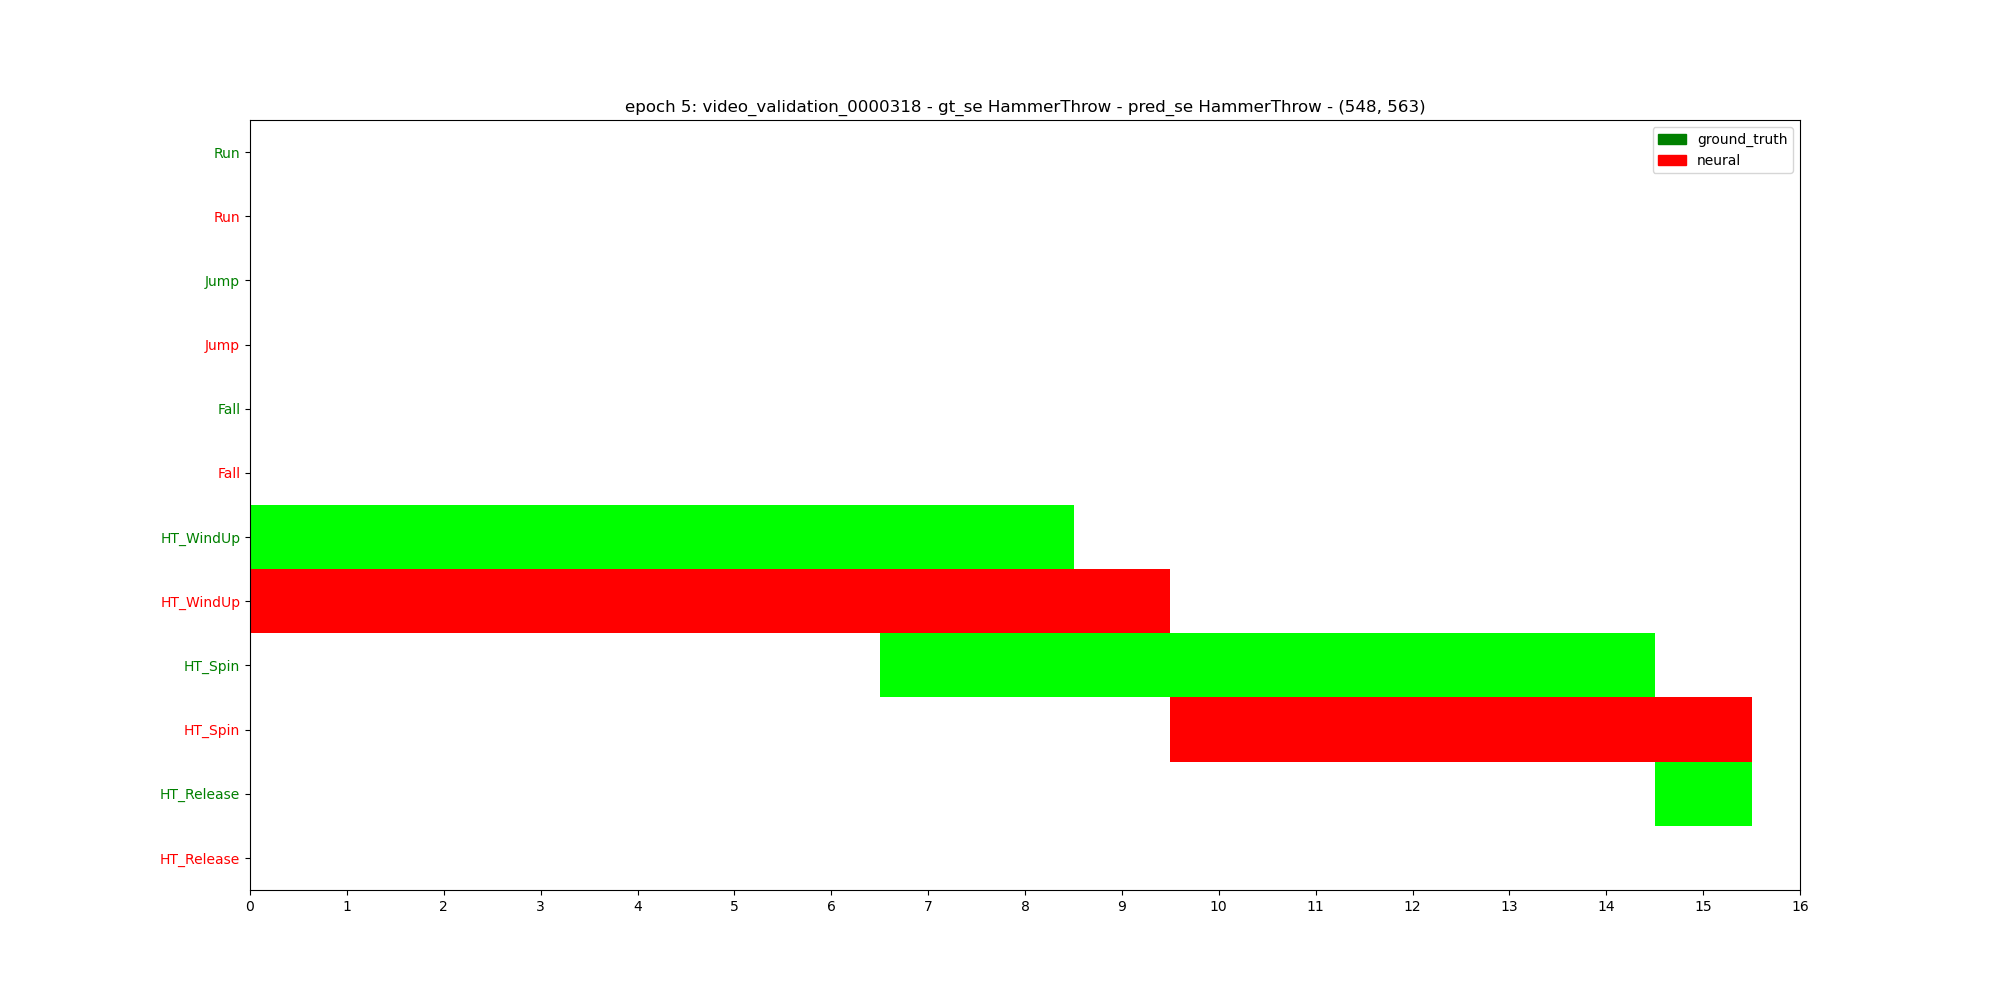 epoch 5: video_validation_0000318 - gt_se HammerThrow - pred_se HammerThrow - (548, 563)
ground_truth
neural
Run
Run
Jump
Jump
Fall
Fall
HT_WindUp
HT_WindUp
HT_Spin
HT_Spin
HT_Release
HT_Release
0 1 2 3 4 5 6 7 8 9 10 11 12 13 14 15 16